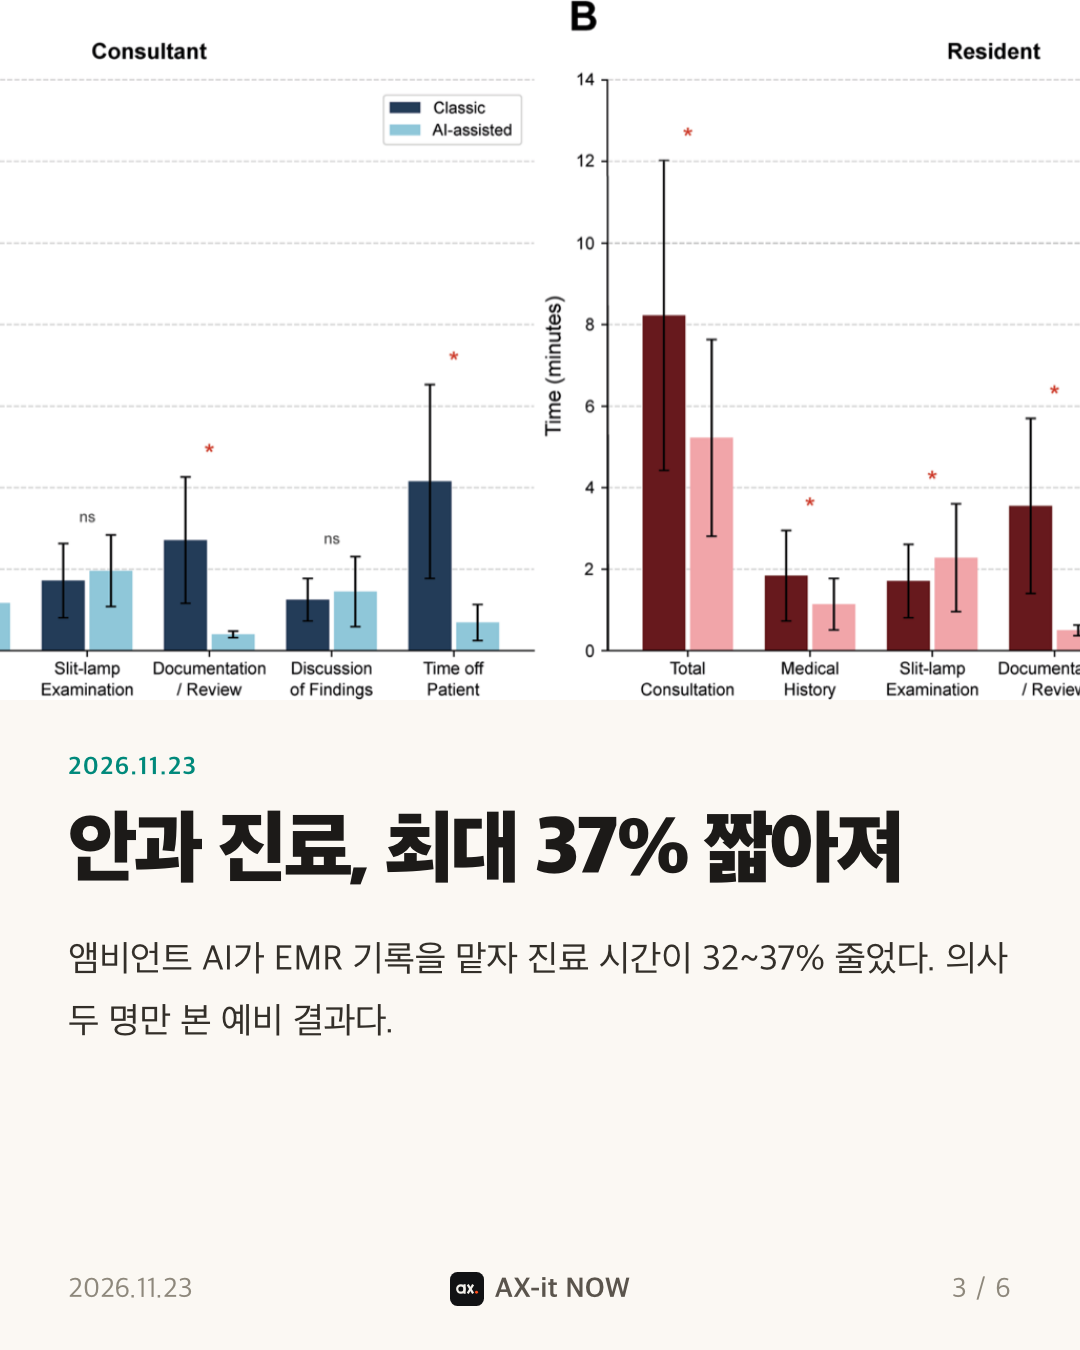 B
Consultant
Classic
AI-assisted
*
ns
*
ns
Slit-lamp
Examination
Documentation
/ Review
Discussion
of Findings
Time off
Patient
Resident
Time (minutes)
14
12
10
8
6
4
2
0
*
*
*
*
Total
Consultation
Medical
History
Slit-lamp
Examination
Documenta
/ Review
2026.11.23
안과 진료, 최대 37% 짧아져
앰비언트 AI가 EMR 기록을 맡자 진료 시간이 32~37% 줄었다. 의사
두 명만 본 예비 결과다.
2026.11.23
ax.
AX-it NOW
3 / 6